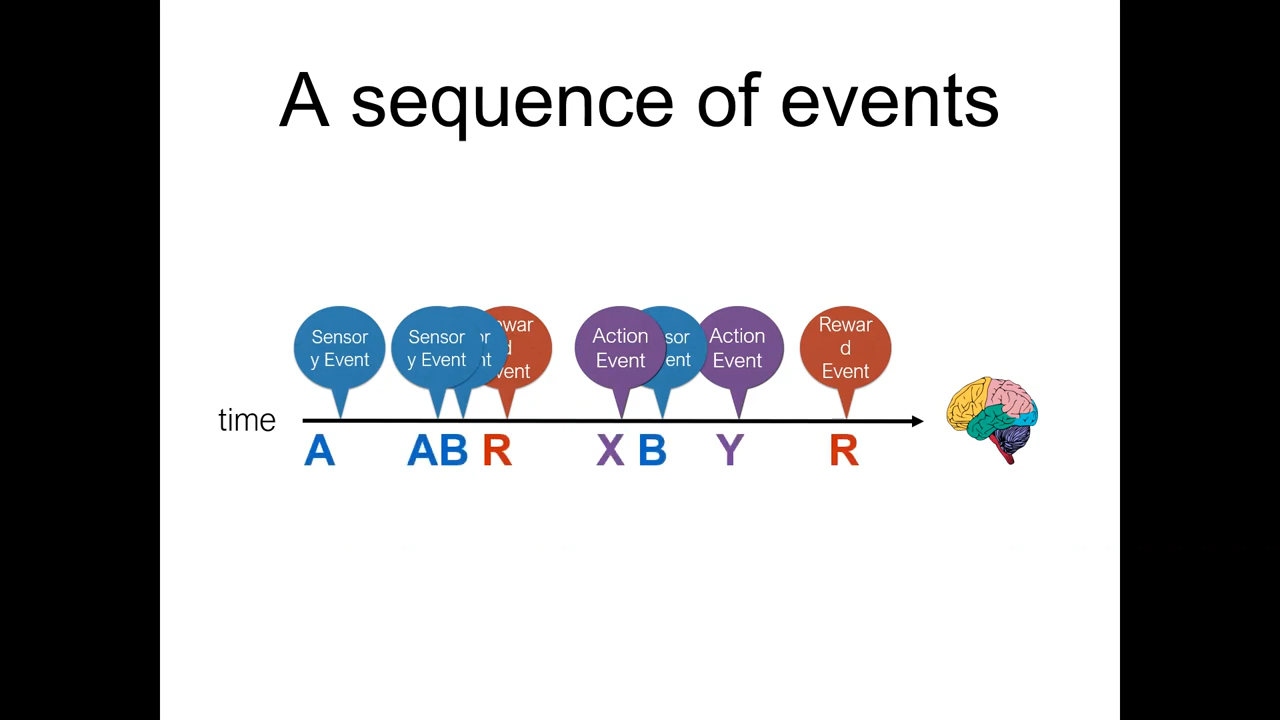 A sequence of events
Sensor
y Event
Sensor
y Event
Action
Event
Action
Event
Rewar
d
Event
time
A AB R X B Y R